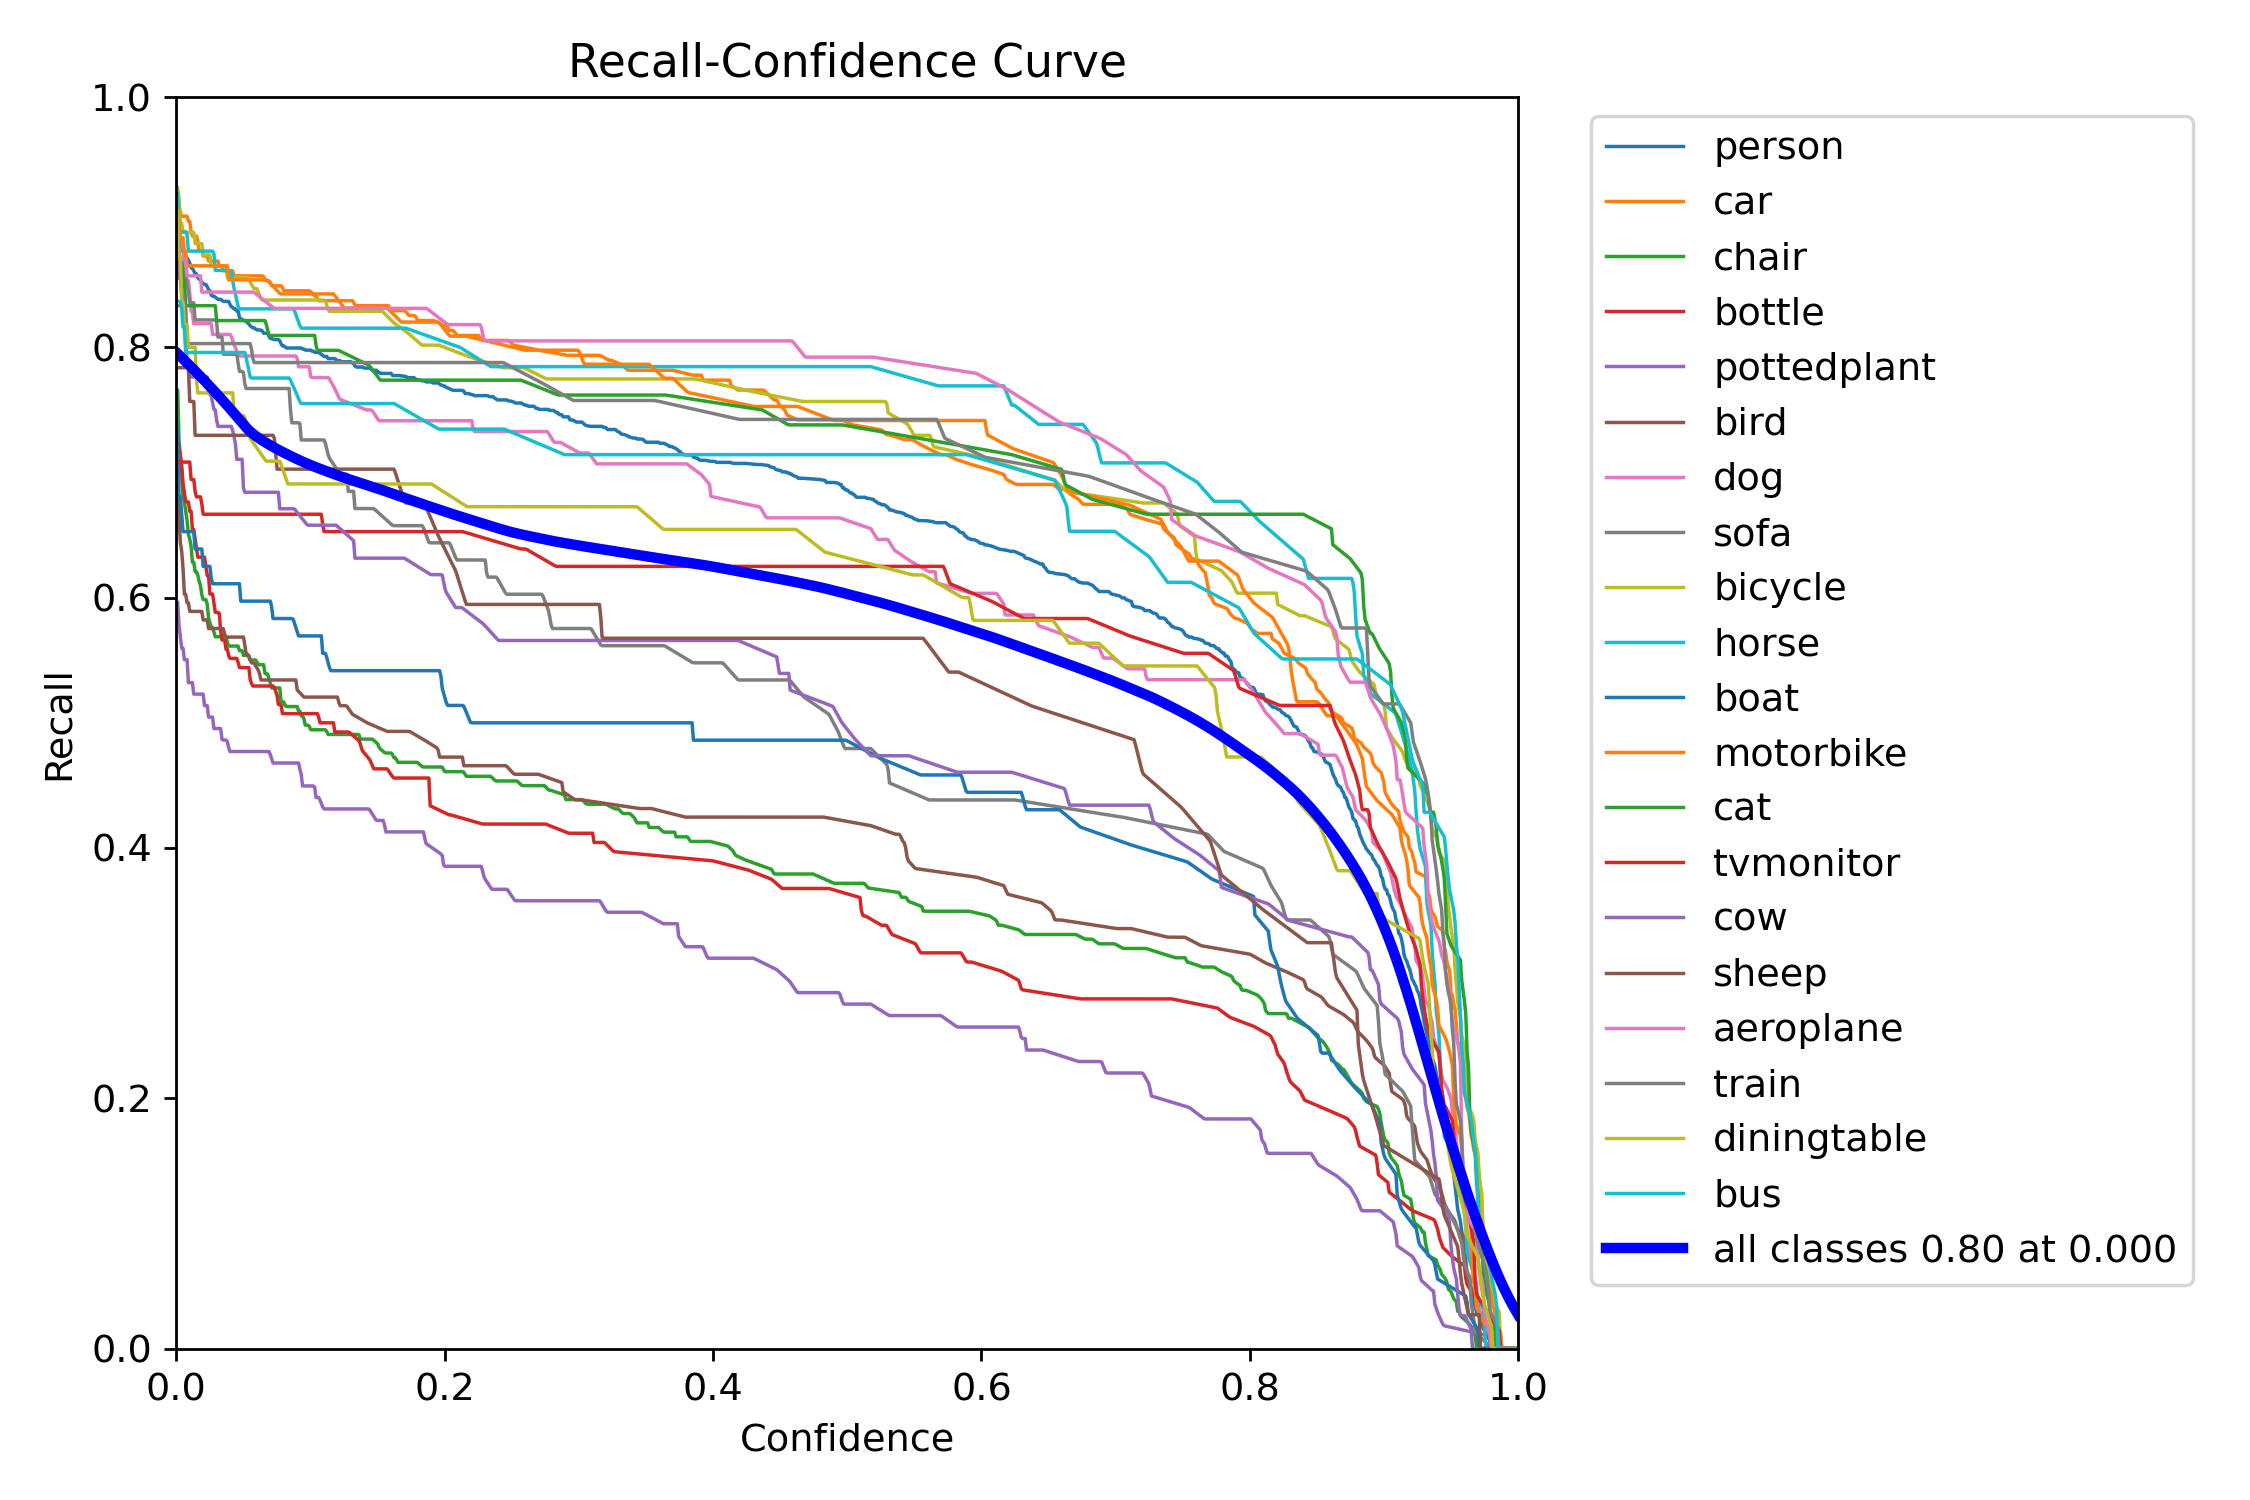 Recall-Confidence Curve
1.0
0.8
0.6
0.4
0.2
0.0
Recall
0.0 0.2 0.4 0.6 0.8 1.0
Confidence
person
car
chair
bottle
pottedplant
bird
dog
sofa
bicycle
horse
boat
motorbike
cat
tvmonitor
cow
sheep
aeroplane
train
diningtable
bus
all classes 0.80 at 0.000